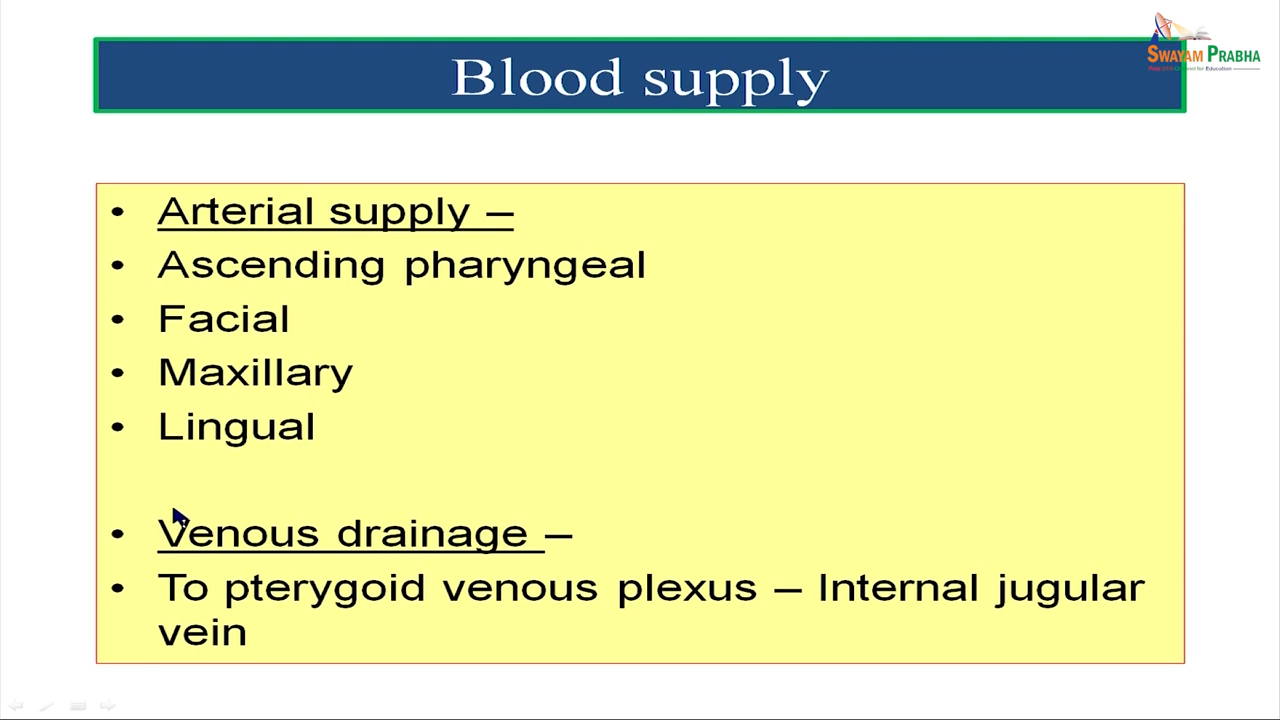 Blood supply
SWAYAM PRABHA
• Arterial supply –
• Ascending pharyngeal
• Facial
• Maxillary
• Lingual
• Venous drainage –
• To pterygoid venous plexus – Internal jugular
vein